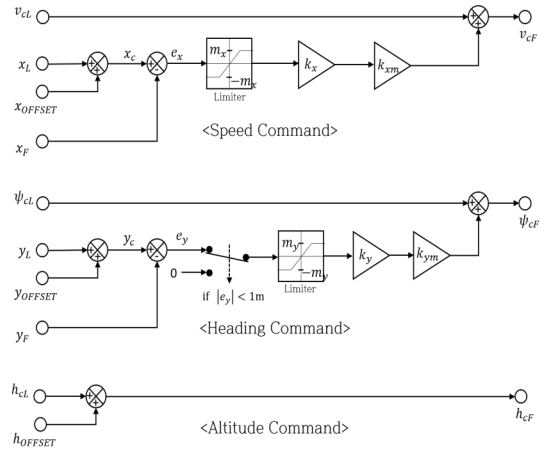 v_cL
v_cF
x_L
x_c
e_x
m_x
-m_x
k_x
k_xm
x_OFFSET
Limiter
x_F
<Speed Command>
ψ_cL
ψ_cF
y_L
y_c
e_y
m_y
-m_y
k_y
k_ym
0
y_OFFSET
if |e_y| < 1m
Limiter
y_F
<Heading Command>
h_cL
h_cF
h_OFFSET
<Altitude Command>